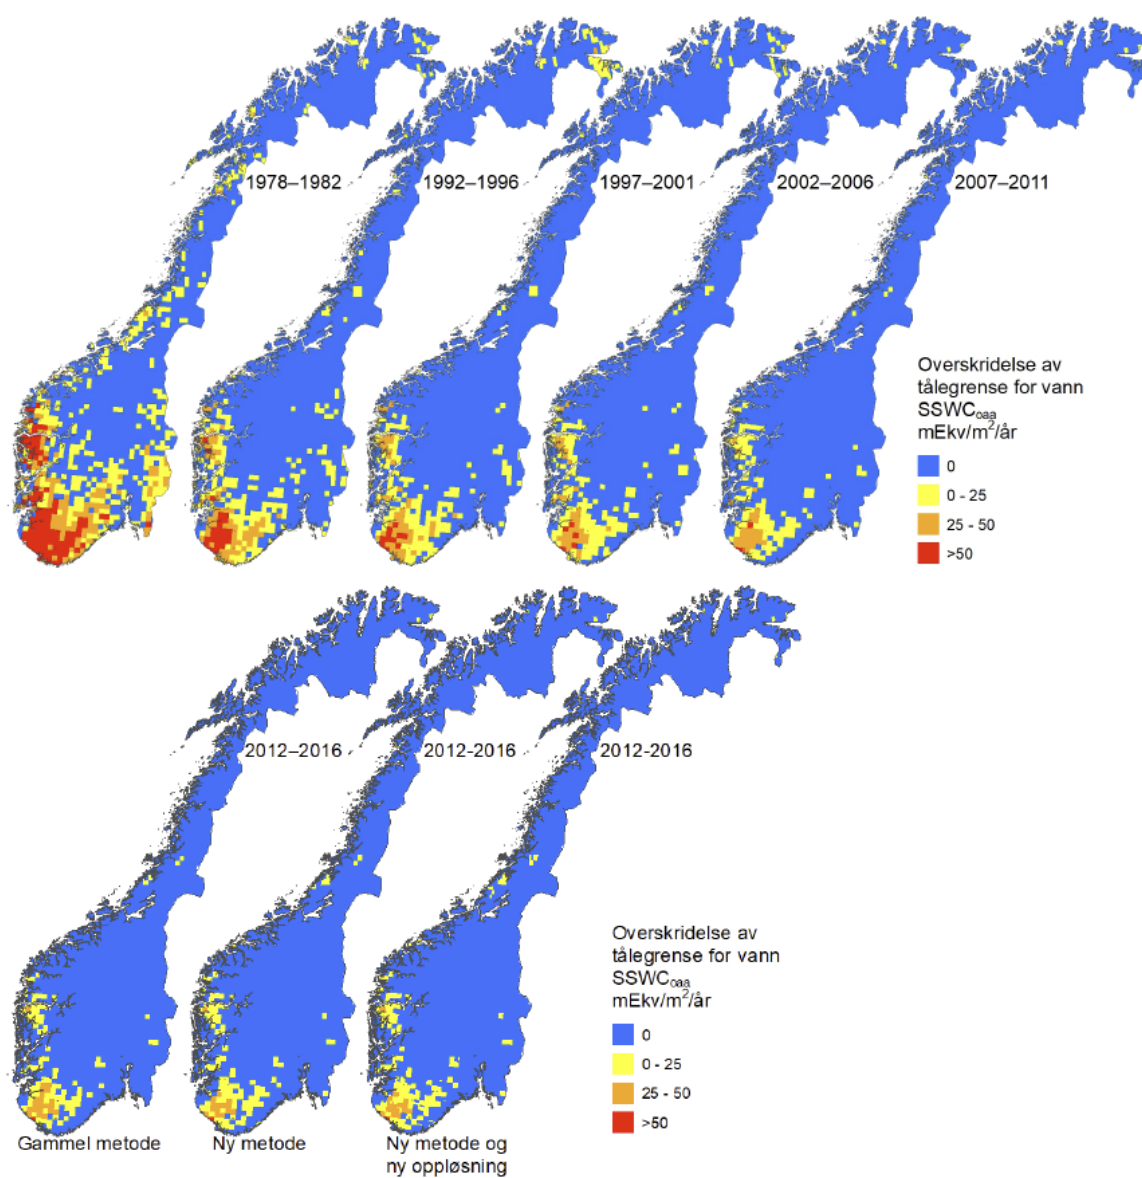 1978–1982
1992–1996
1997–2001
2002–2006
2007–2011
Overskridelse av
tålegrense for vann
SSWCoaa
mEkv/m²/år
0
0 - 25
25 - 50
>50
2012–2016
2012-2016
2012-2016
Overskridelse av
tålegrense for vann
SSWCoaa
mEkv/m²/år
0
0 - 25
25 - 50
>50
Gammel metode
Ny metode
Ny metode og
ny oppløsning